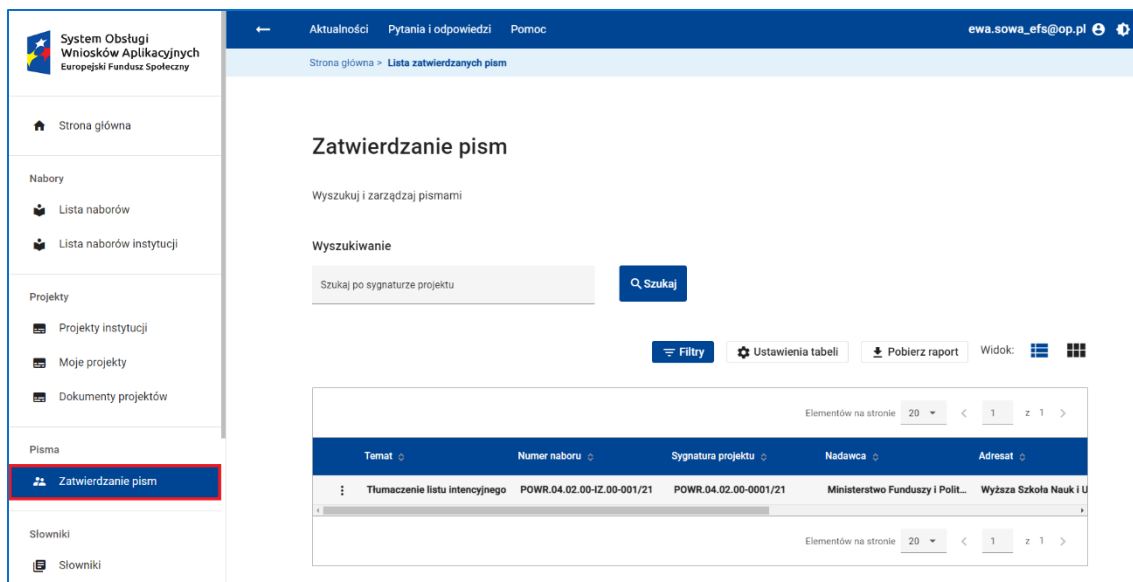 System Obsługi
Wniosków Aplikacyjnych
Europejski Fundusz Społeczny
Aktualności Pytania i odpowiedzi Pomoc ewa.sowa_efs@op.pl
Strona główna > Lista zatwierdzanych pism
Strona główna
Nabory
Lista naborów
Lista naborów instytucji
Projekty
Projekty instytucji
Moje projekty
Dokumenty projektów
Pisma
Zatwierdzanie pism
Słowniki
Słowniki
Zatwierdzanie pism
Wyszukuj i zarządzaj pismami
Wyszukiwanie
Szukaj po sygnaturze projektu Szukaj
Filtry Ustawienia tabeli Pobierz raport Widok:
Elementów na stronie 20 < 1 z 1 >
Temat Numer naboru Sygnatura projektu Nadawca Adresat
Tłumaczenie listu intencyjnego POWR.04.02.00-IZ.00-001/21 POWR.04.02.00-0001/21 Ministerstwo Funduszy i Polit... Wyższa Szkoła Nauk i U
Elementów na stronie 20 < 1 z 1 >